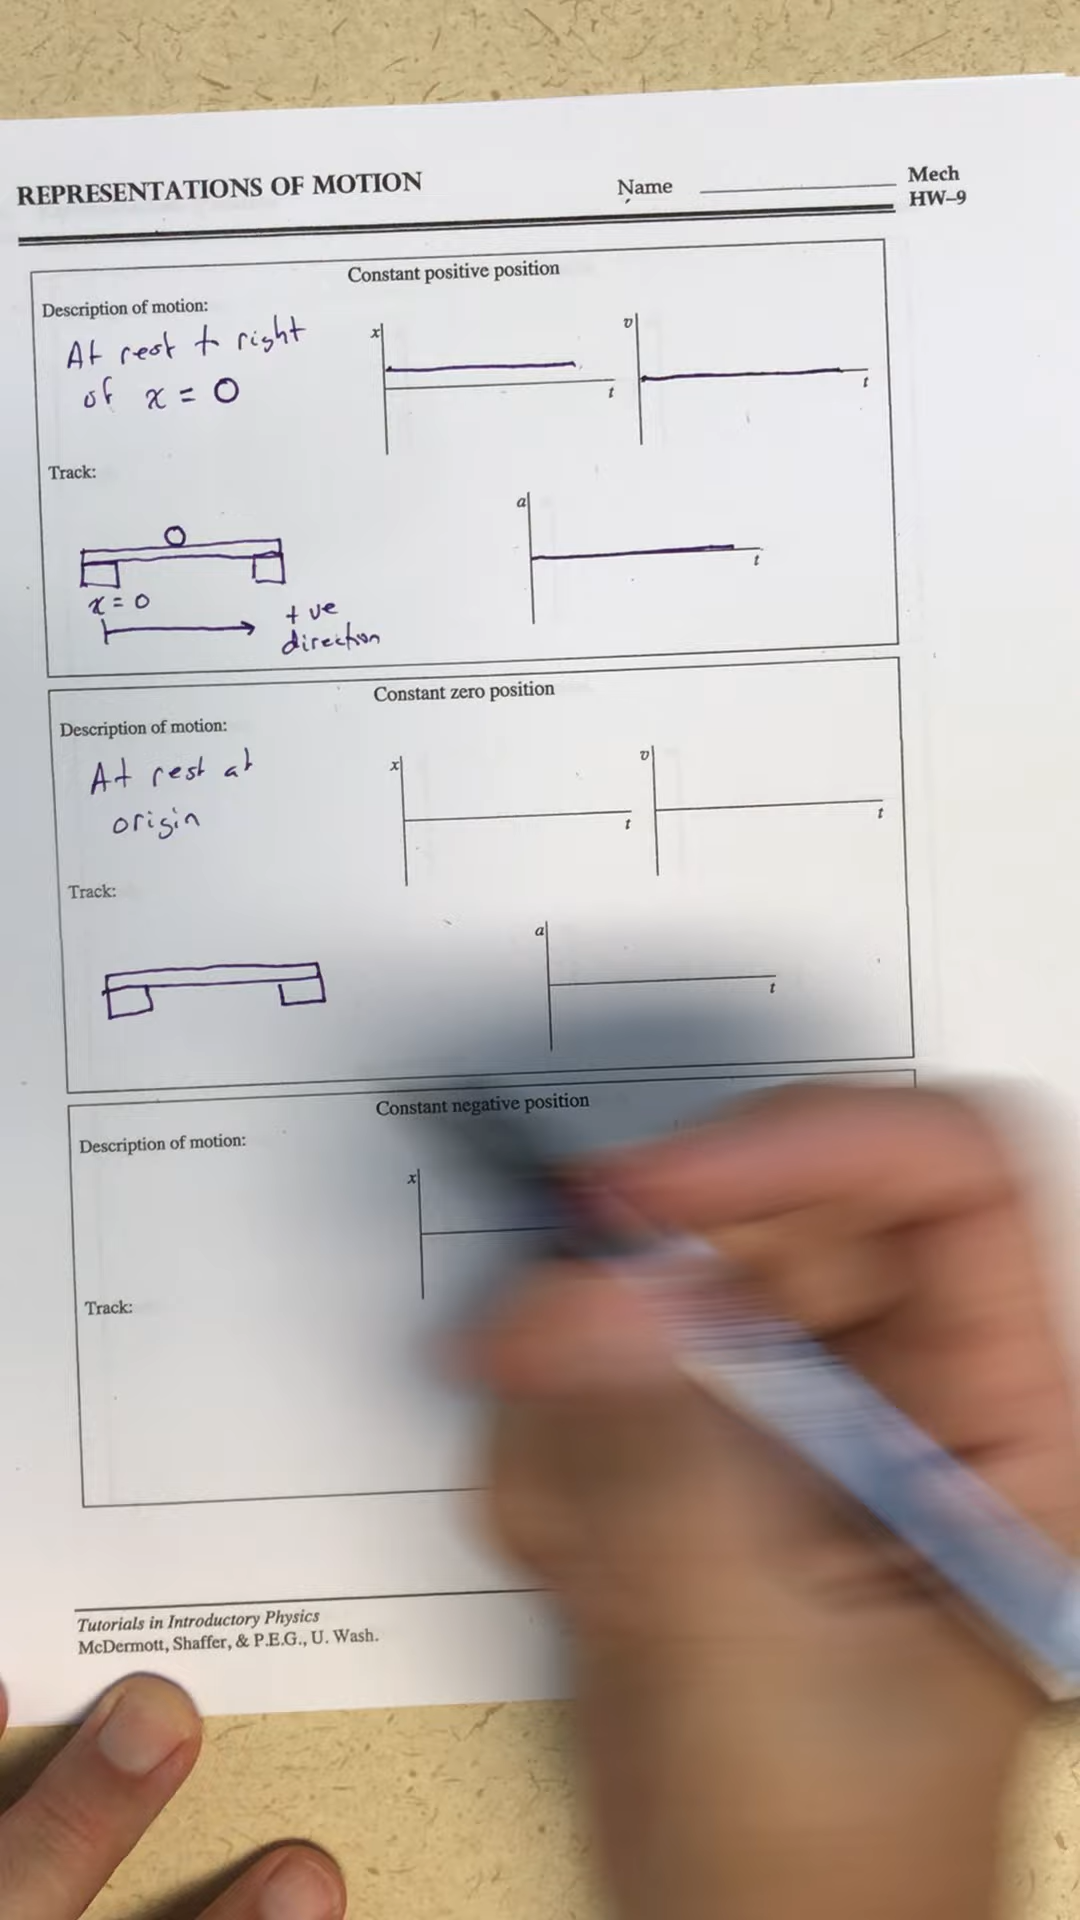 REPRESENTATIONS OF MOTION
Name
Mech
HW–9
Constant positive position
Description of motion:
At rest to right
of x = 0
x
t
v
t
Track:
x = 0
+ve
direction
a
t
Constant zero position
Description of motion:
At rest at
origin
x
t
v
t
Track:
a
t
Constant negative position
Description of motion:
x
Track:
Tutorials in Introductory Physics
McDermott, Shaffer, & P.E.G., U. Wash.